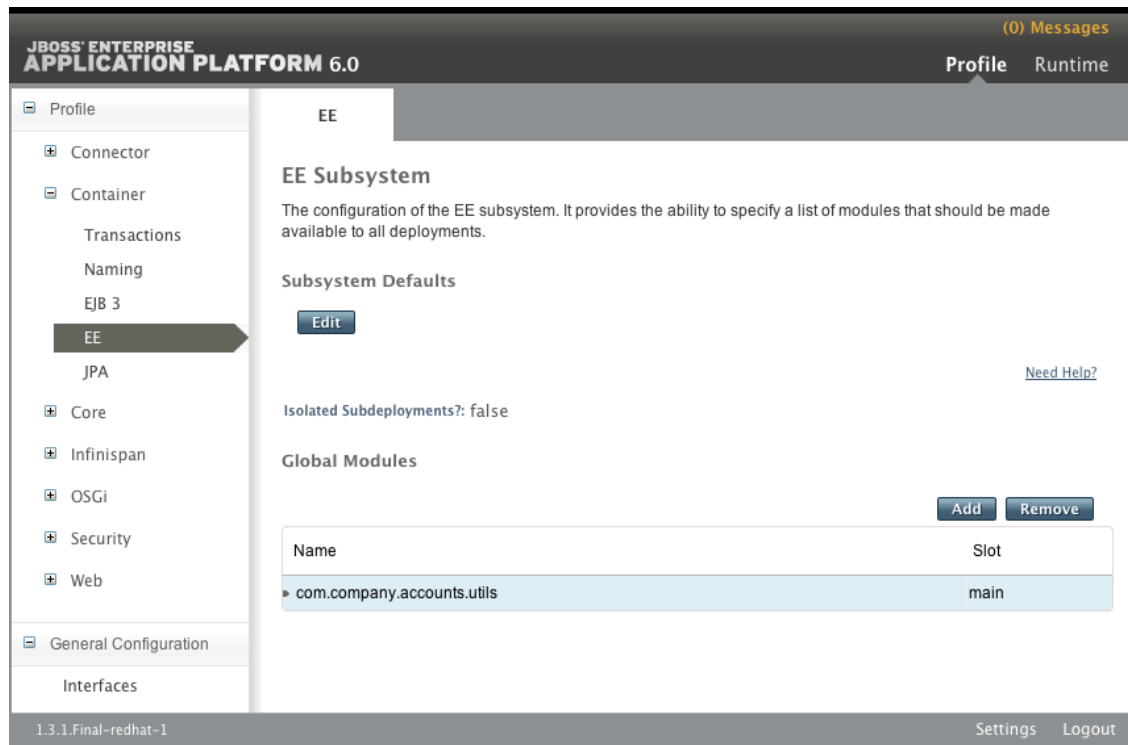 (0) Messages
JBOSS' ENTERPRISE
APPLICATION PLATFORM 6.0
Profile Runtime
Profile
Connector
Container
Transactions
Naming
EJB 3
EE
JPA
Core
Infinispan
OSGi
Security
Web
General Configuration
Interfaces
EE
EE Subsystem
The configuration of the EE subsystem. It provides the ability to specify a list of modules that should be made
available to all deployments.
Subsystem Defaults
Edit
Need Help?
Isolated Subdeployments?: false
Global Modules
Add Remove
Name Slot
com.company.accounts.utils main
1.3.1.Final-redhat-1
Settings Logout